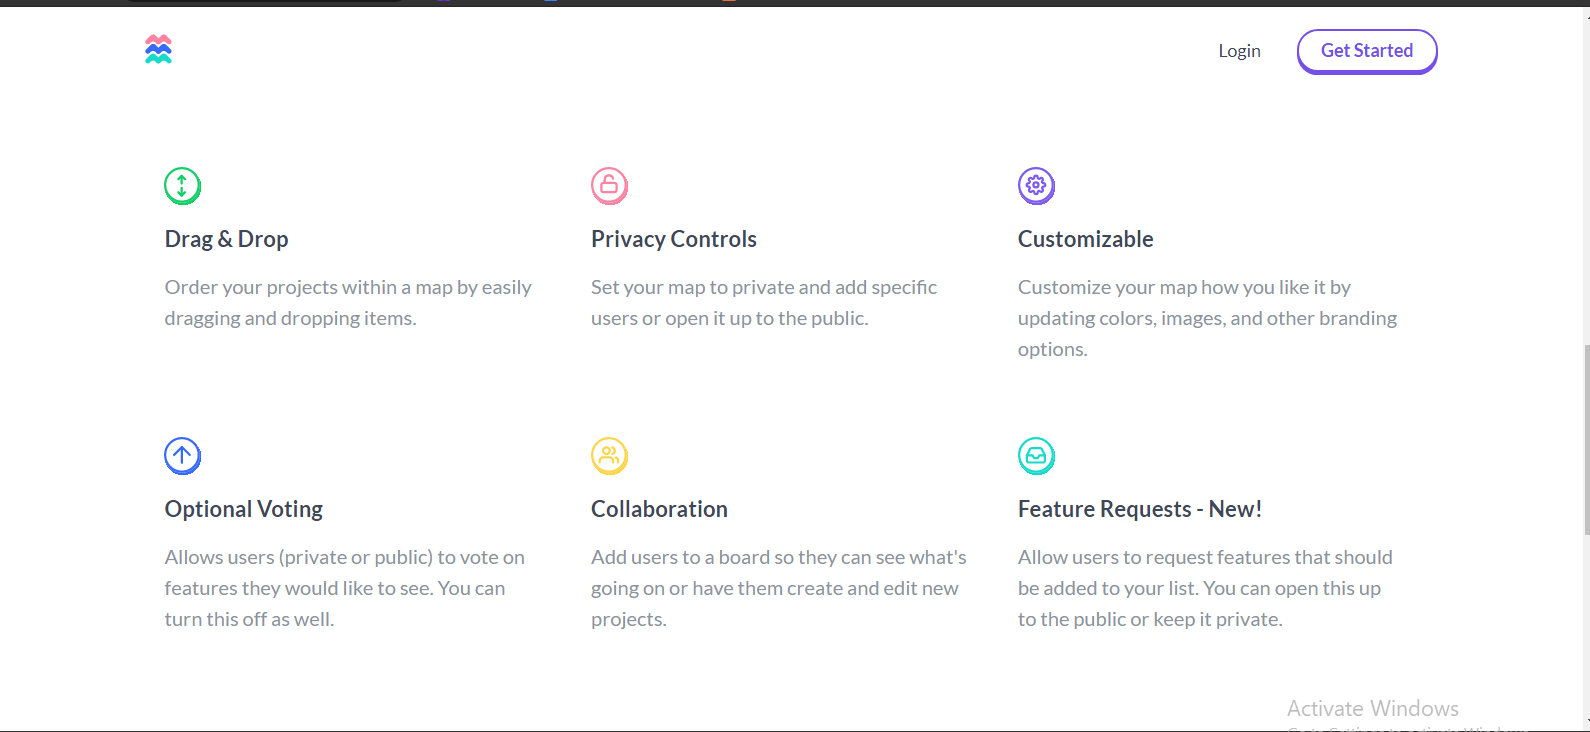 Login
Get Started
Drag & Drop
Order your projects within a map by easily
dragging and dropping items.
Privacy Controls
Set your map to private and add specific
users or open it up to the public.
Customizable
Customize your map how you like it by
updating colors, images, and other branding
options.
Optional Voting
Allows users (private or public) to vote on
features they would like to see. You can
turn this off as well.
Collaboration
Add users to a board so they can see what's
going on or have them create and edit new
projects.
Feature Requests - New!
Allow users to request features that should
be added to your list. You can open this up
to the public or keep it private.
Activate Windows